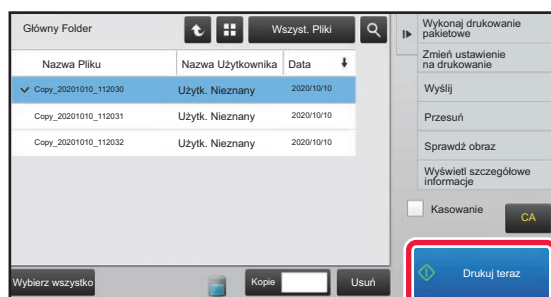 Główny Folder
Wszyst. Pliki
Nazwa Pliku
Nazwa Użytkownika
Data
Copy_20201010_112030
Użytk. Nieznany
2020/10/10
Copy_20201010_112031
Użytk. Nieznany
2020/10/10
Copy_20201010_112032
Użytk. Nieznany
2020/10/10
Wybierz wszystko
Kopie
Usuń
Wykonaj drukowanie
pakietowe
Zmień ustawienie
na drukowanie
Wyślij
Przesuń
Sprawdź obraz
Wyświetl szczegółowe
informacje
Kasowanie
CA
Drukuj teraz